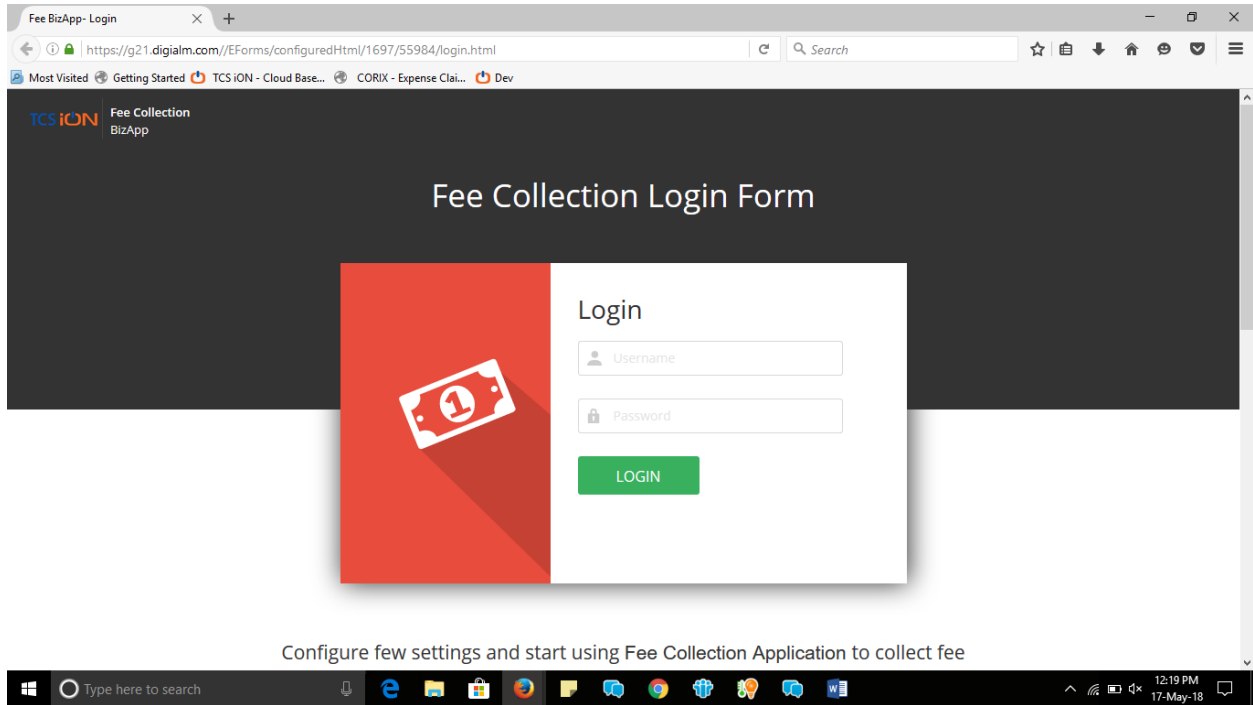 Fee BizApp- Login
https://g21.digialm.com//EForms/configuredHtml/1697/55984/login.html
Search
Most Visited Getting Started TCS iON - Cloud Base... CORIX - Expense Clai... Dev
TCS iON
Fee Collection
BizApp
Fee Collection Login Form
1
Login
Username
Password
LOGIN
Configure few settings and start using Fee Collection Application to collect fee
Type here to search
12:19 PM
17-May-18